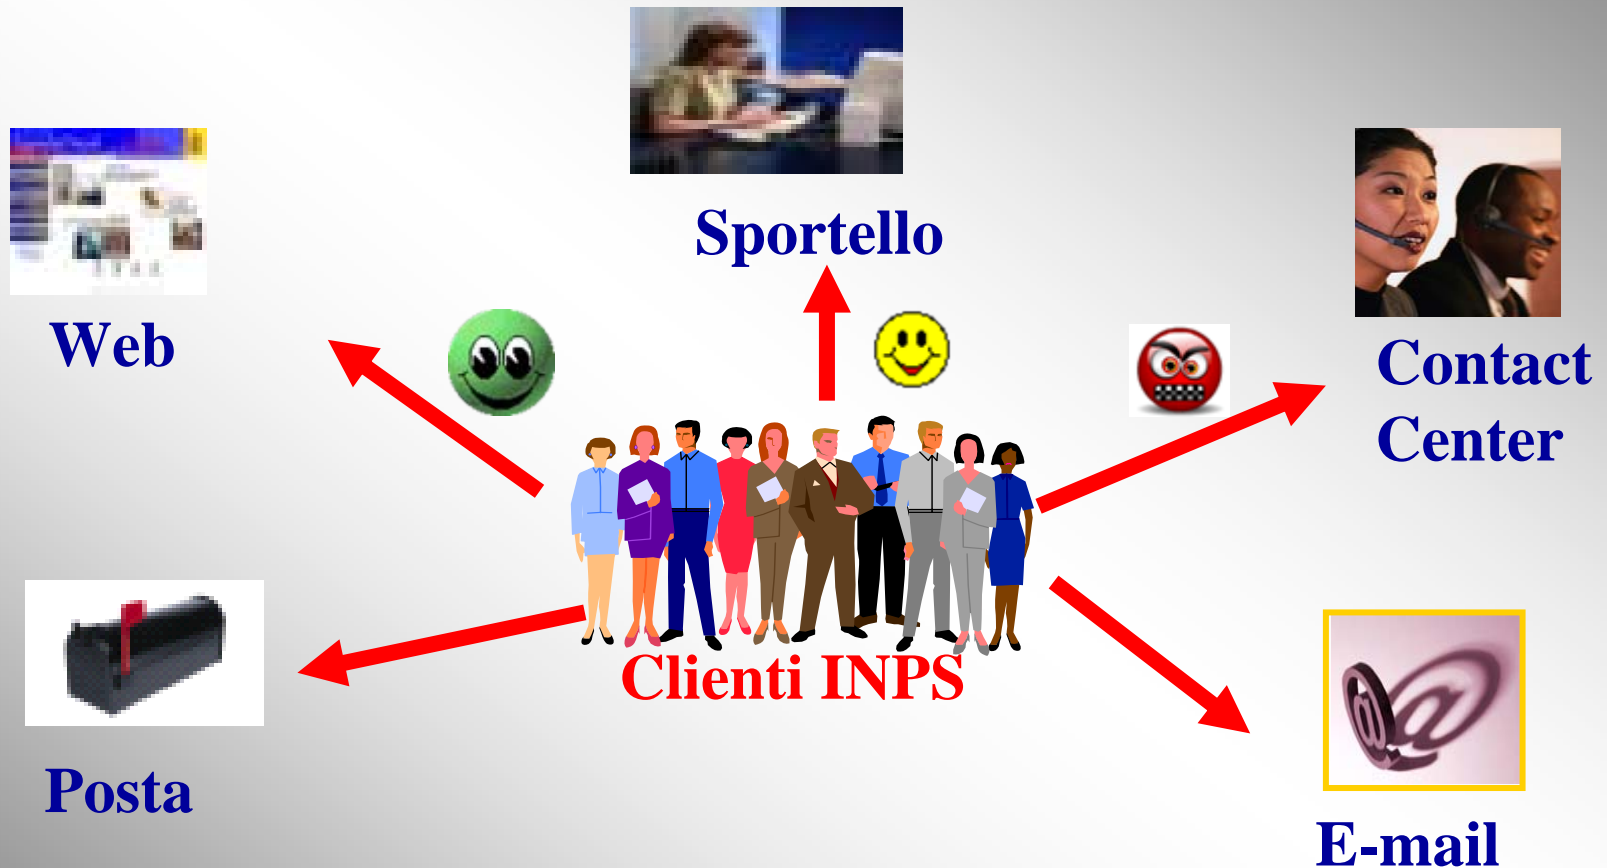 Sportello
Web
Contact
Center
Clienti INPS
Posta
E-mail